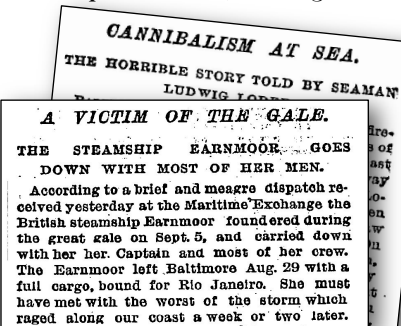 CANNIBALISM AT SEA.
THE HORRIBLE STORY TOLD BY SEAMAN
LUDWIG
A VICTIM OF THE GALE.
THE STEAMSHIP EARNMOOR GOES
DOWN WITH MOST OF HER MEN.
According to a brief and meagre dispatch re-
ceived yesterday at the Maritime Exchange the
British steamship Earnmoor foundered during
the great gale on Sept. 5, and carried down
with her her. Captain and most of her crew.
The Earnmoor left Baltimore Aug. 29 with a
full cargo, bound for Rio Janeiro. She must
have met with the worst of the storm which
raged along our coast a week or two later.